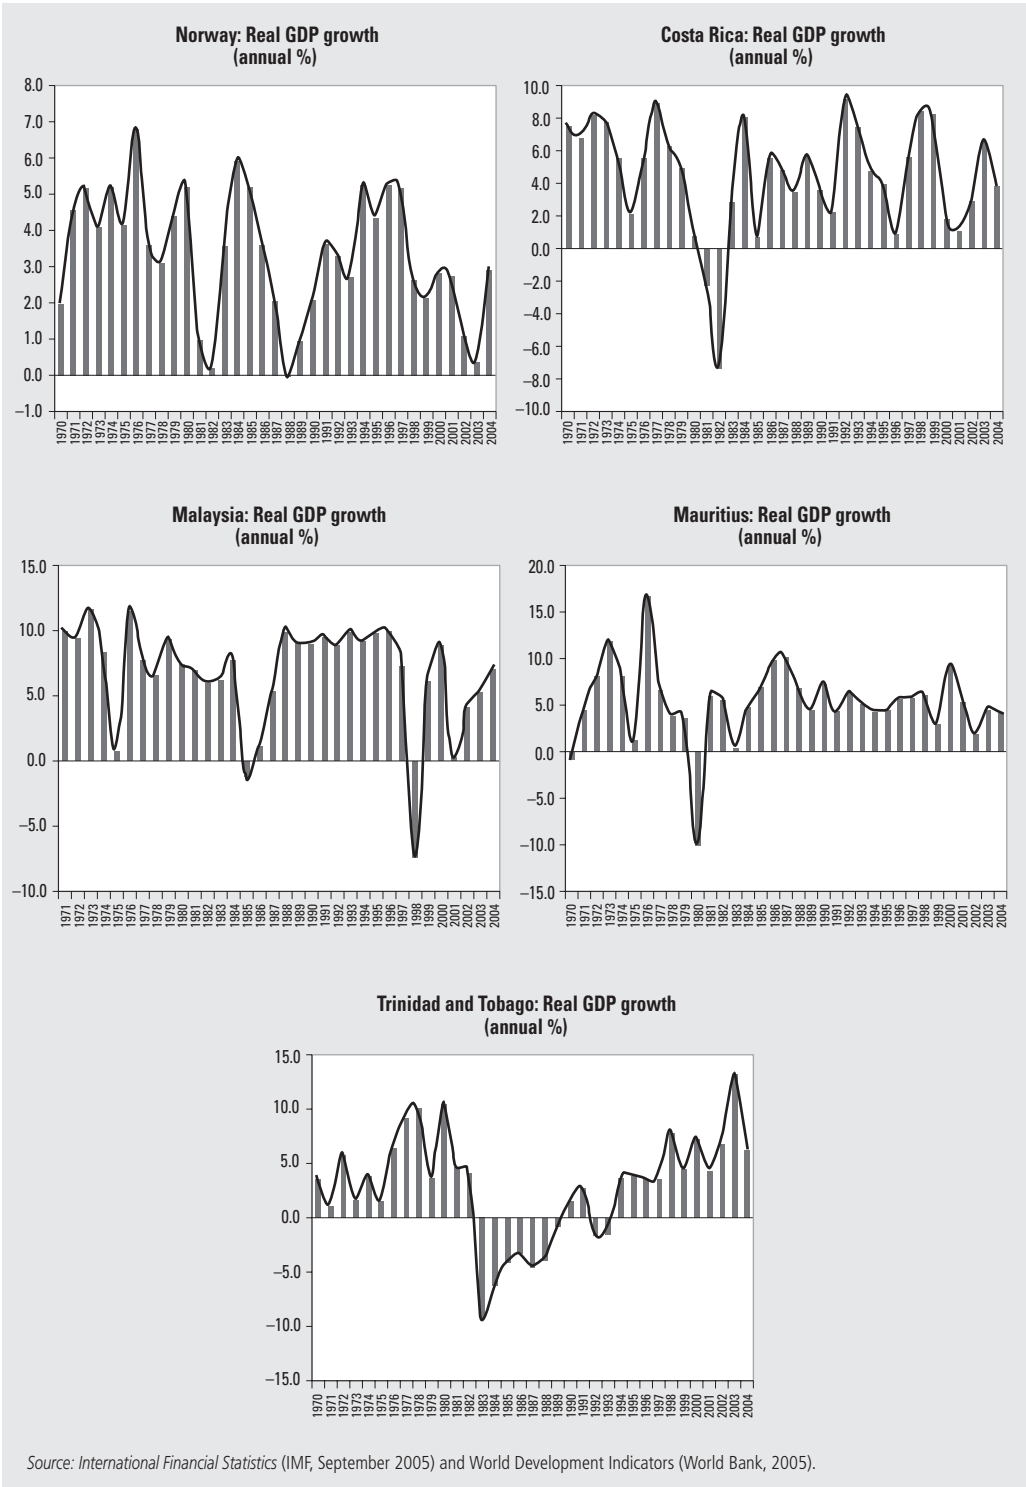 Norway: Real GDP growth
(annual %)
8.0
7.0
6.0
5.0
4.0
3.0
2.0
1.0
0.0
–1.0
1970 1971 1972 1973 1974 1975 1976 1977 1978 1979 1980 1981 1982 1983 1984 1985 1986 1987 1988 1989 1990 1991 1992 1993 1994 1995 1996 1997 1998 1999 2000 2001 2002 2003 2004
Costa Rica: Real GDP growth
(annual %)
10.0
8.0
6.0
4.0
2.0
0.0
–2.0
–4.0
–6.0
–8.0
–10.0
1970 1971 1972 1973 1974 1975 1976 1977 1978 1979 1980 1981 1982 1983 1984 1985 1986 1987 1988 1989 1990 1991 1992 1993 1994 1995 1996 1997 1998 1999 2000 2001 2002 2003 2004
Malaysia: Real GDP growth
(annual %)
15.0
10.0
5.0
0.0
–5.0
–10.0
1971 1972 1973 1974 1975 1976 1977 1978 1979 1980 1981 1982 1983 1984 1985 1986 1987 1988 1989 1990 1991 1992 1993 1994 1995 1996 1997 1998 1999 2000 2001 2002 2003 2004
Mauritius: Real GDP growth
(annual %)
20.0
15.0
10.0
5.0
0.0
–5.0
–10.0
–15.0
1970 1971 1972 1973 1974 1975 1976 1977 1978 1979 1980 1981 1982 1983 1984 1985 1986 1987 1988 1989 1990 1991 1992 1993 1994 1995 1996 1997 1998 1999 2000 2001 2002 2003 2004
Trinidad and Tobago: Real GDP growth
(annual %)
15.0
10.0
5.0
0.0
–5.0
–10.0
–15.0
1970 1971 1972 1973 1974 1975 1976 1977 1978 1979 1980 1981 1982 1983 1984 1985 1986 1987 1988 1989 1990 1991 1992 1993 1994 1995 1996 1997 1998 1999 2000 2001 2002 2003 2004
Source: International Financial Statistics (IMF, September 2005) and World Development Indicators (World Bank, 2005).